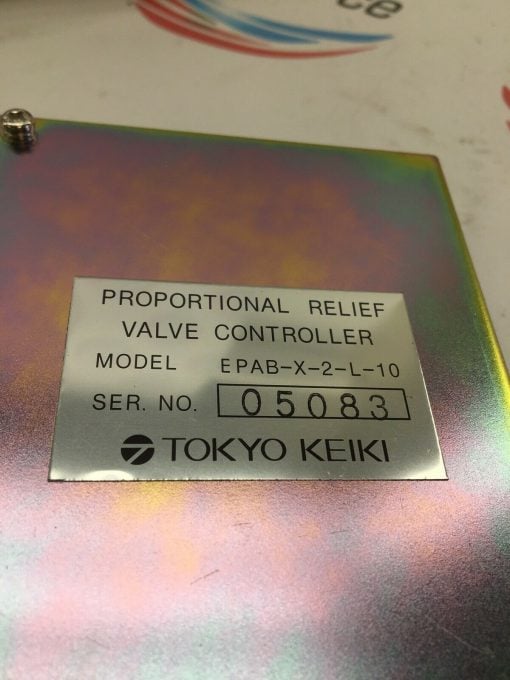 PROPORTIONAL RELIEF
VALVE CONTROLLER
MODEL EPAB-X-2-L-10
SER. NO. 05083
TOKYO KEIKI